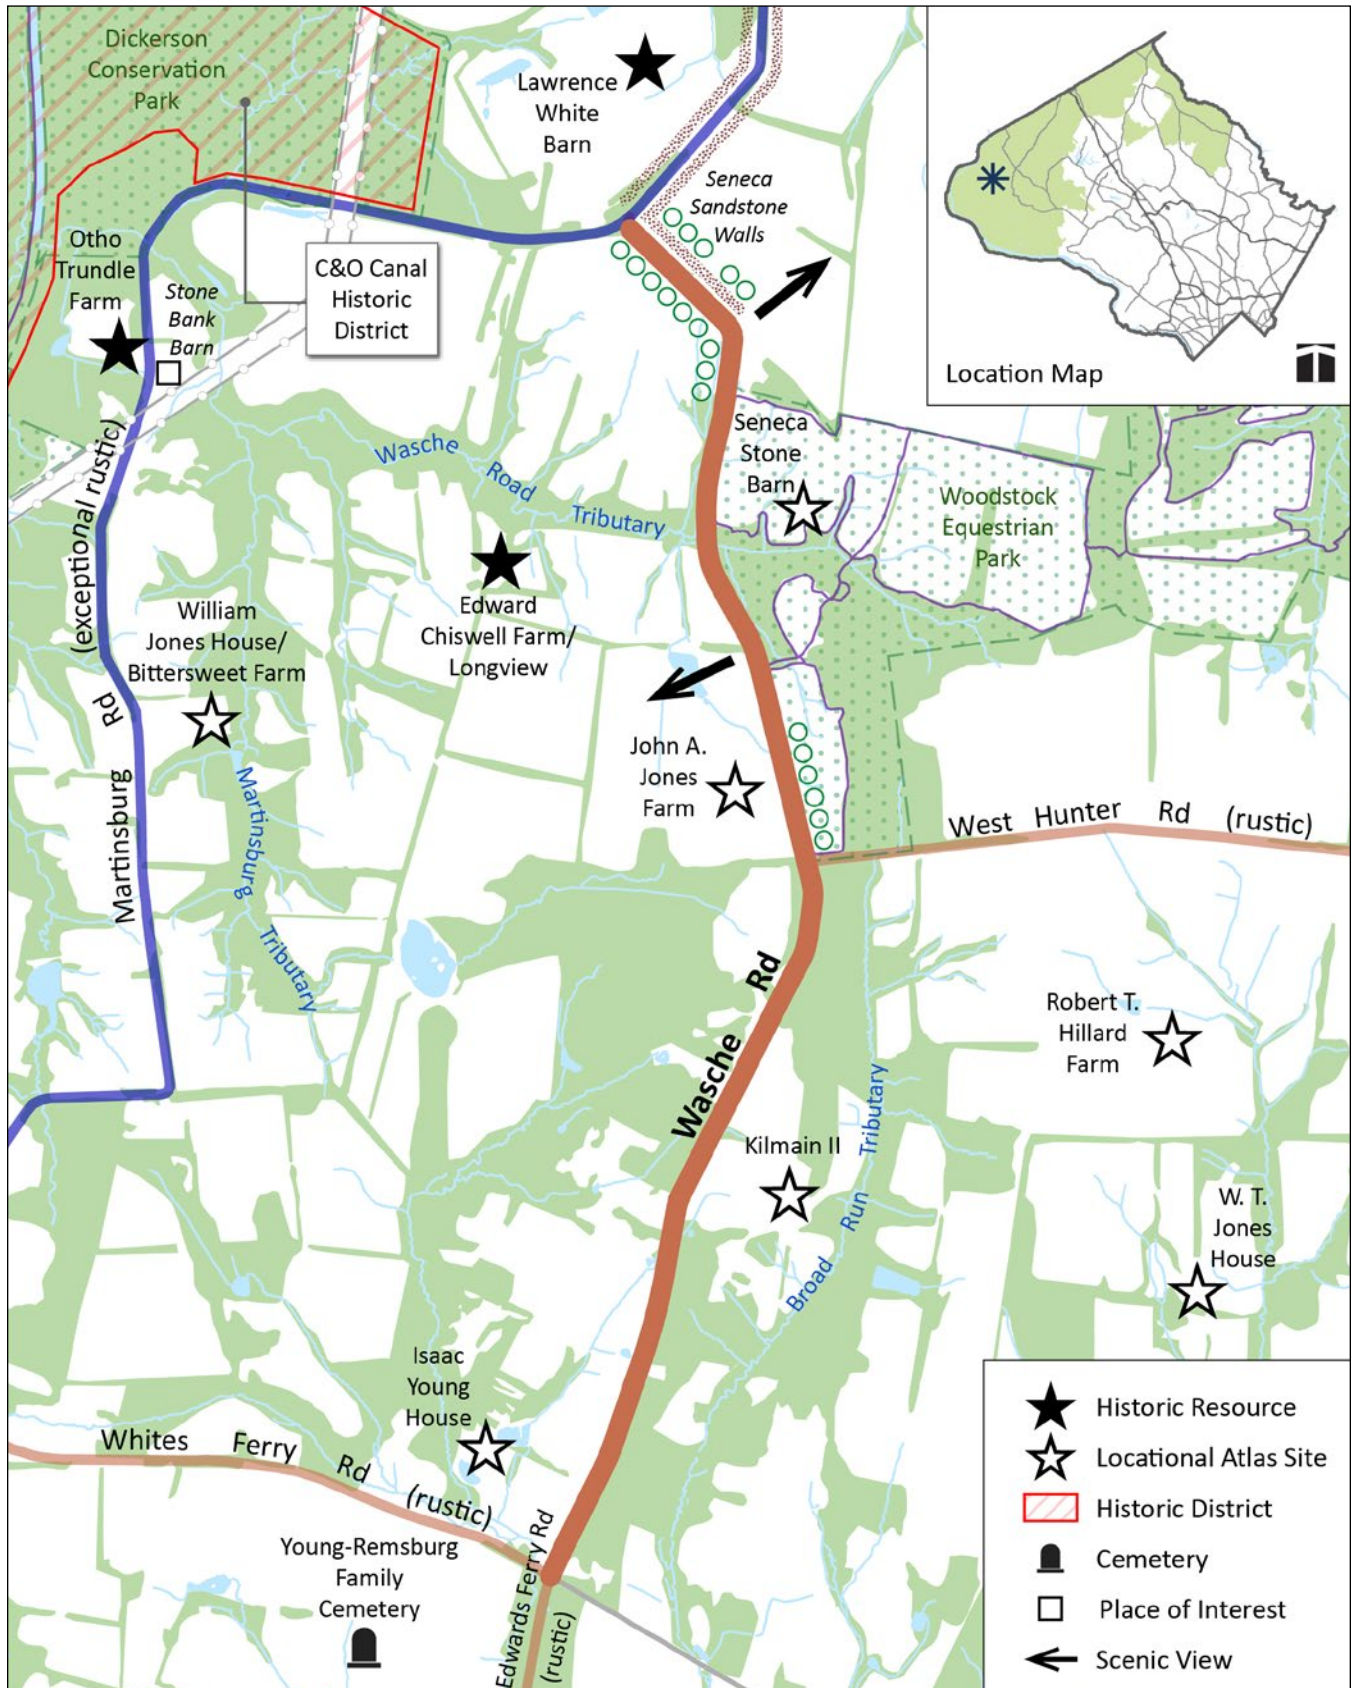 Dickerson
Conservation
Park
Lawrence
White
Barn
Seneca
Sandstone
Walls
Location Map
Otho
Trundle
Farm
Stone
Bank
Barn
C&O Canal
Historic
District
Wasche Road Tributary
Seneca
Stone
Barn
Woodstock
Equestrian
Park
Martinsburg Rd (exceptional rustic)
William
Jones House/
Bittersweet Farm
Edward
Chiswell Farm/
Longview
John A.
Jones
Farm
West Hunter Rd (rustic)
Martinsburg Tributary
Wasche Rd
Robert T.
Hillard
Farm
Kilmain II
Broad Run Tributary
W. T.
Jones
House
Isaac
Young
House
Whites Ferry Rd (rustic)
Young-Remsburg
Family
Cemetery
Edwards Ferry Rd
(rustic)
Historic Resource
Locational Atlas Site
Historic District
Cemetery
Place of Interest
Scenic View